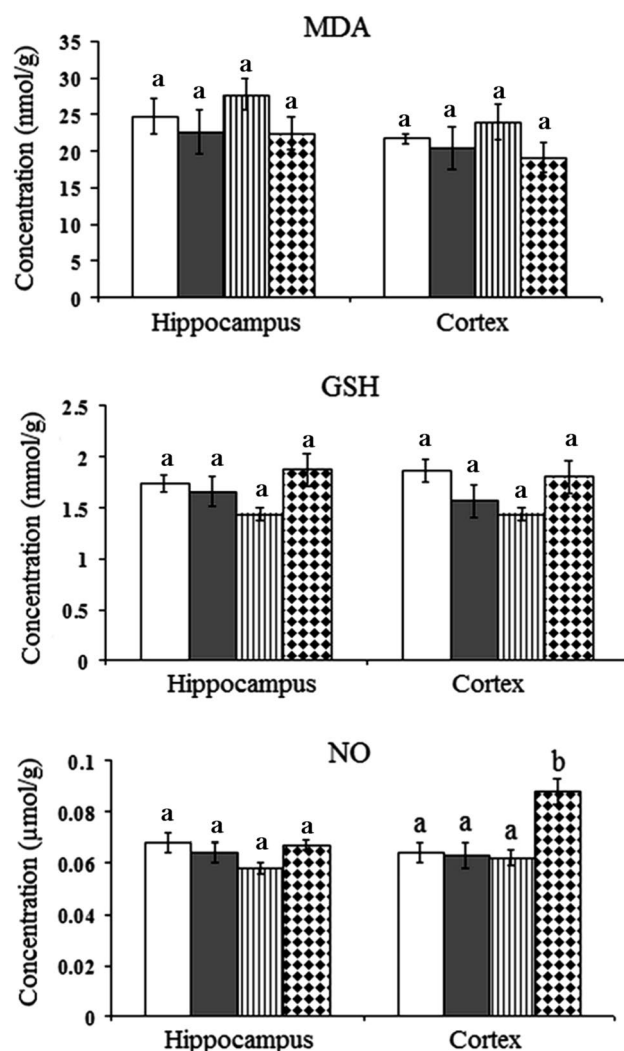 MDA
Concentration (nmol/g)
35
30
25
20
15
10
5
0
a a a a a a a a
Hippocampus Cortex
GSH
Concentration (mmol/g)
2.5
2
1.5
1
0.5
0
a a a a a a a a
Hippocampus Cortex
NO
Concentration (µmol/g)
0.1
0.08
0.06
0.04
0.02
0
a a a a a a a b
Hippocampus Cortex